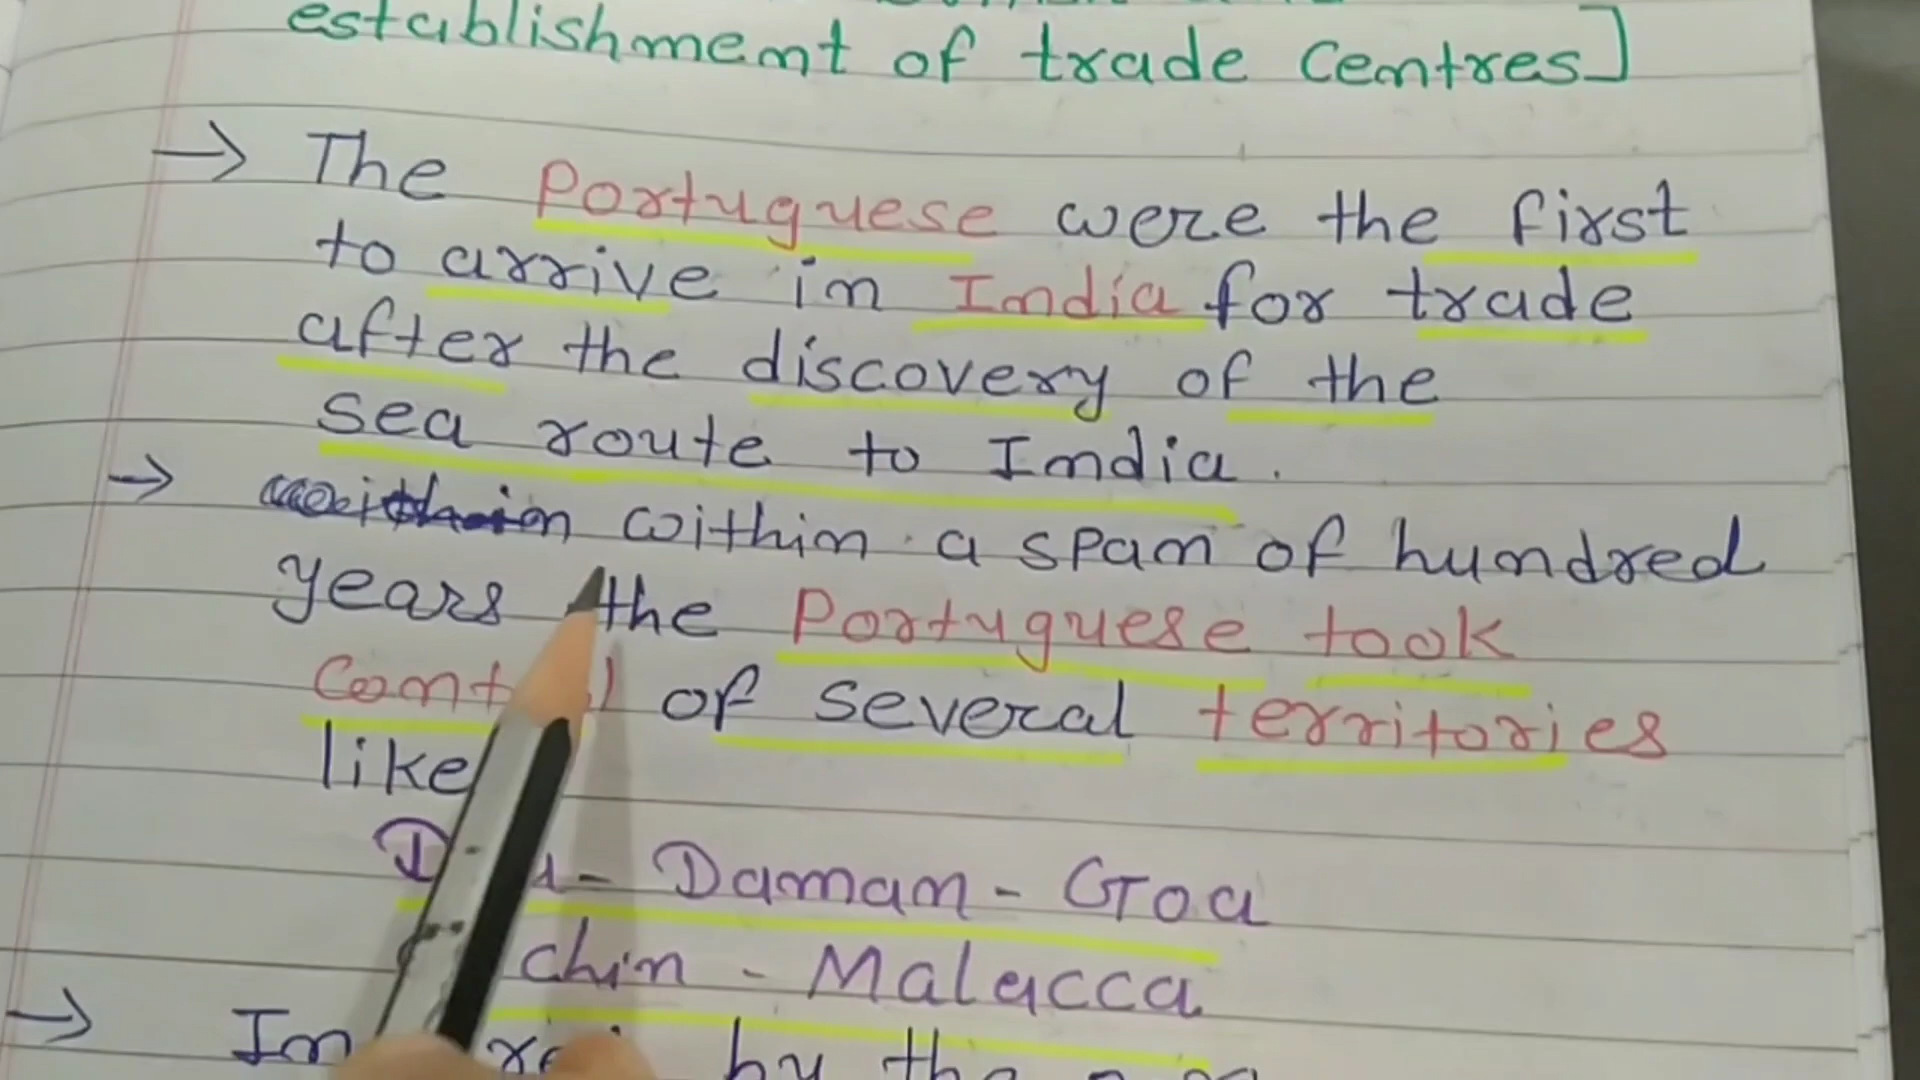 establishment of trade Centres]
→ The Portuguese were the first
to arrive in India for trade
after the discovery of the
sea route to India.
→ within a span of hundred
years the Portuguese took
of several territories
like
Daman - Goa
Malacca
→ by the